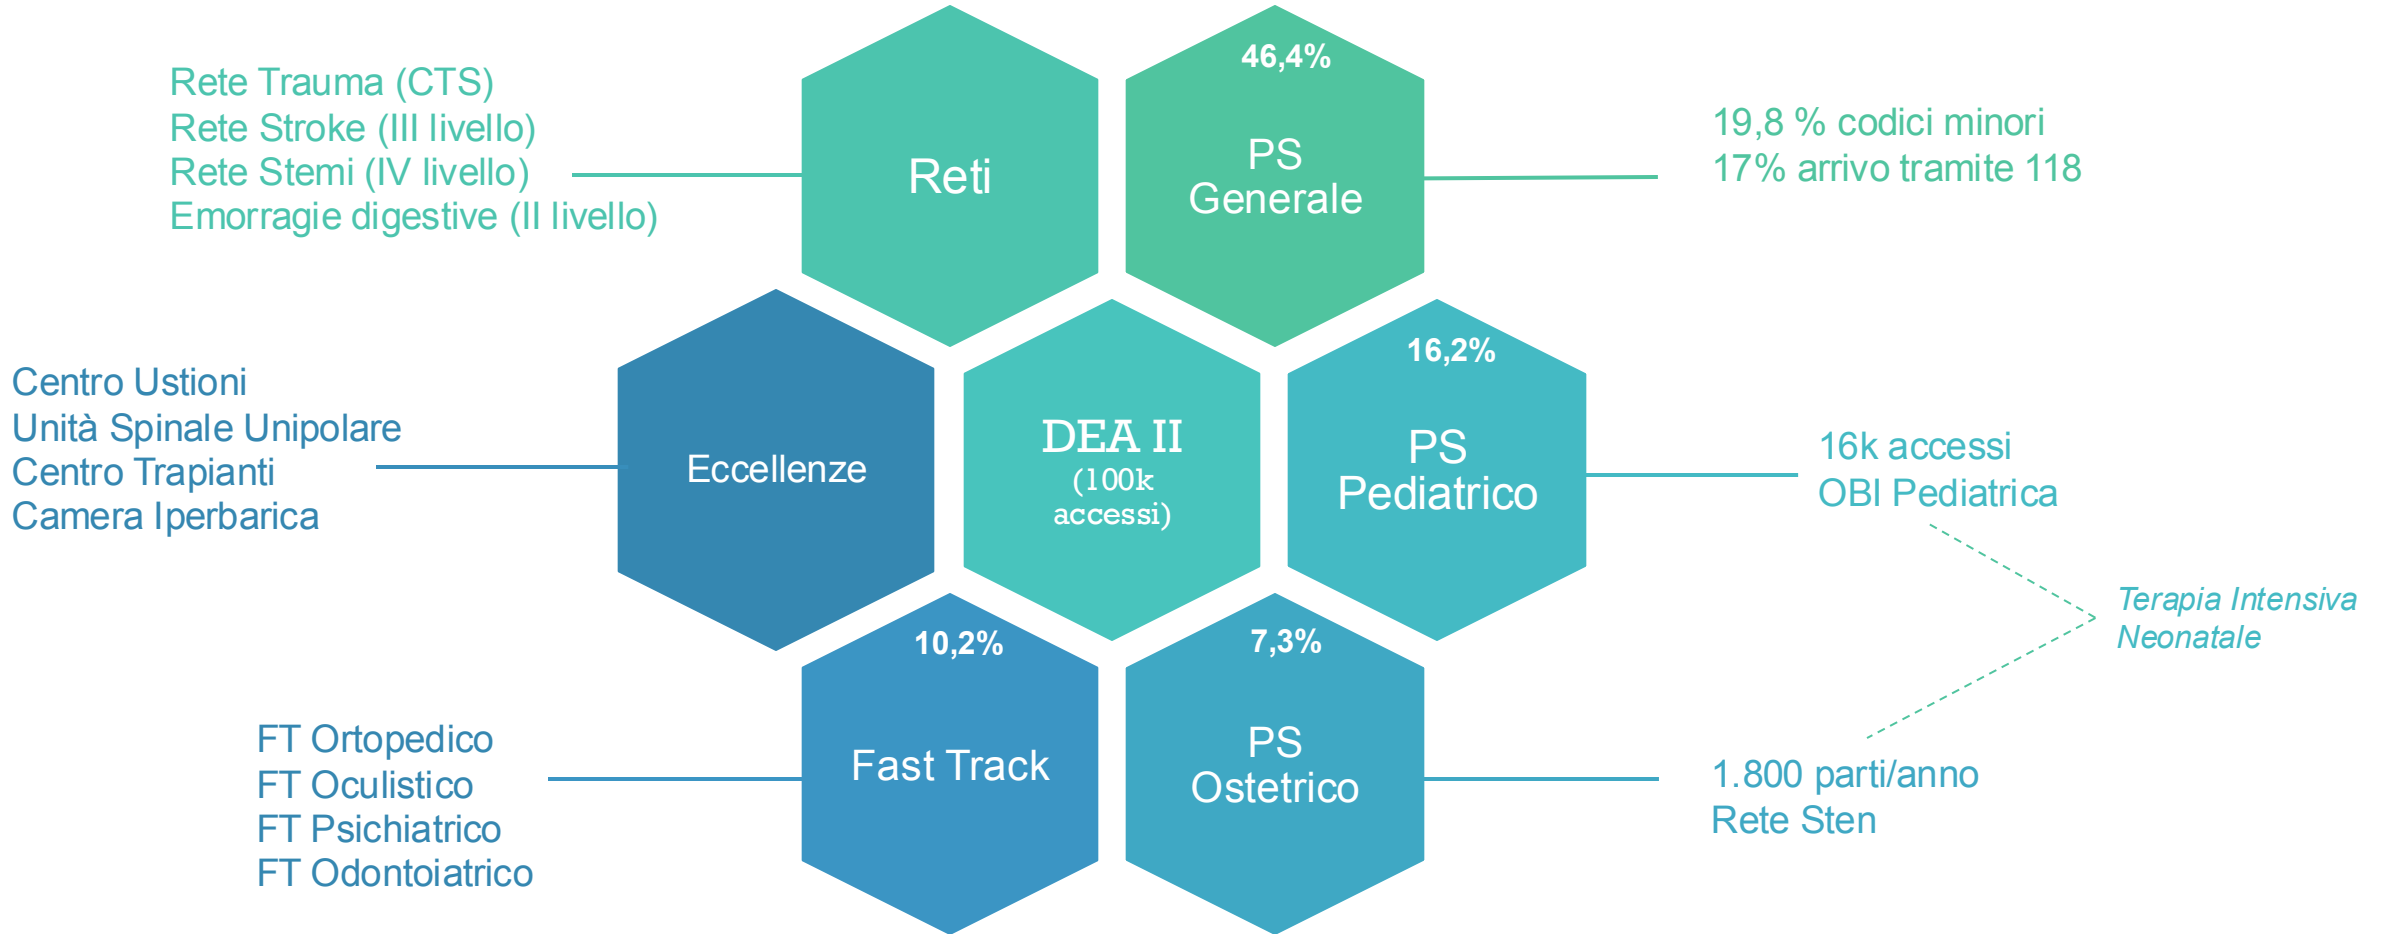 Rete Trauma (CTS)
Rete Stroke (III livello)
Rete Stemi (IV livello)
Emorragie digestive (II livello)
Reti
46,4%
PS
Generale
19,8 % codici minori
17% arrivo tramite 118
Centro Ustioni
Unità Spinale Unipolare
Centro Trapianti
Camera Iperbarica
Eccellenze
DEA II
(100k
accessi)
16,2%
PS
Pediatrico
16k accessi
OBI Pediatrica
Terapia Intensiva
Neonatale
FT Ortopedico
FT Oculistico
FT Psichiatrico
FT Odontoiatrico
10,2%
Fast Track
7,3%
PS
Ostetrico
1.800 parti/anno
Rete Sten